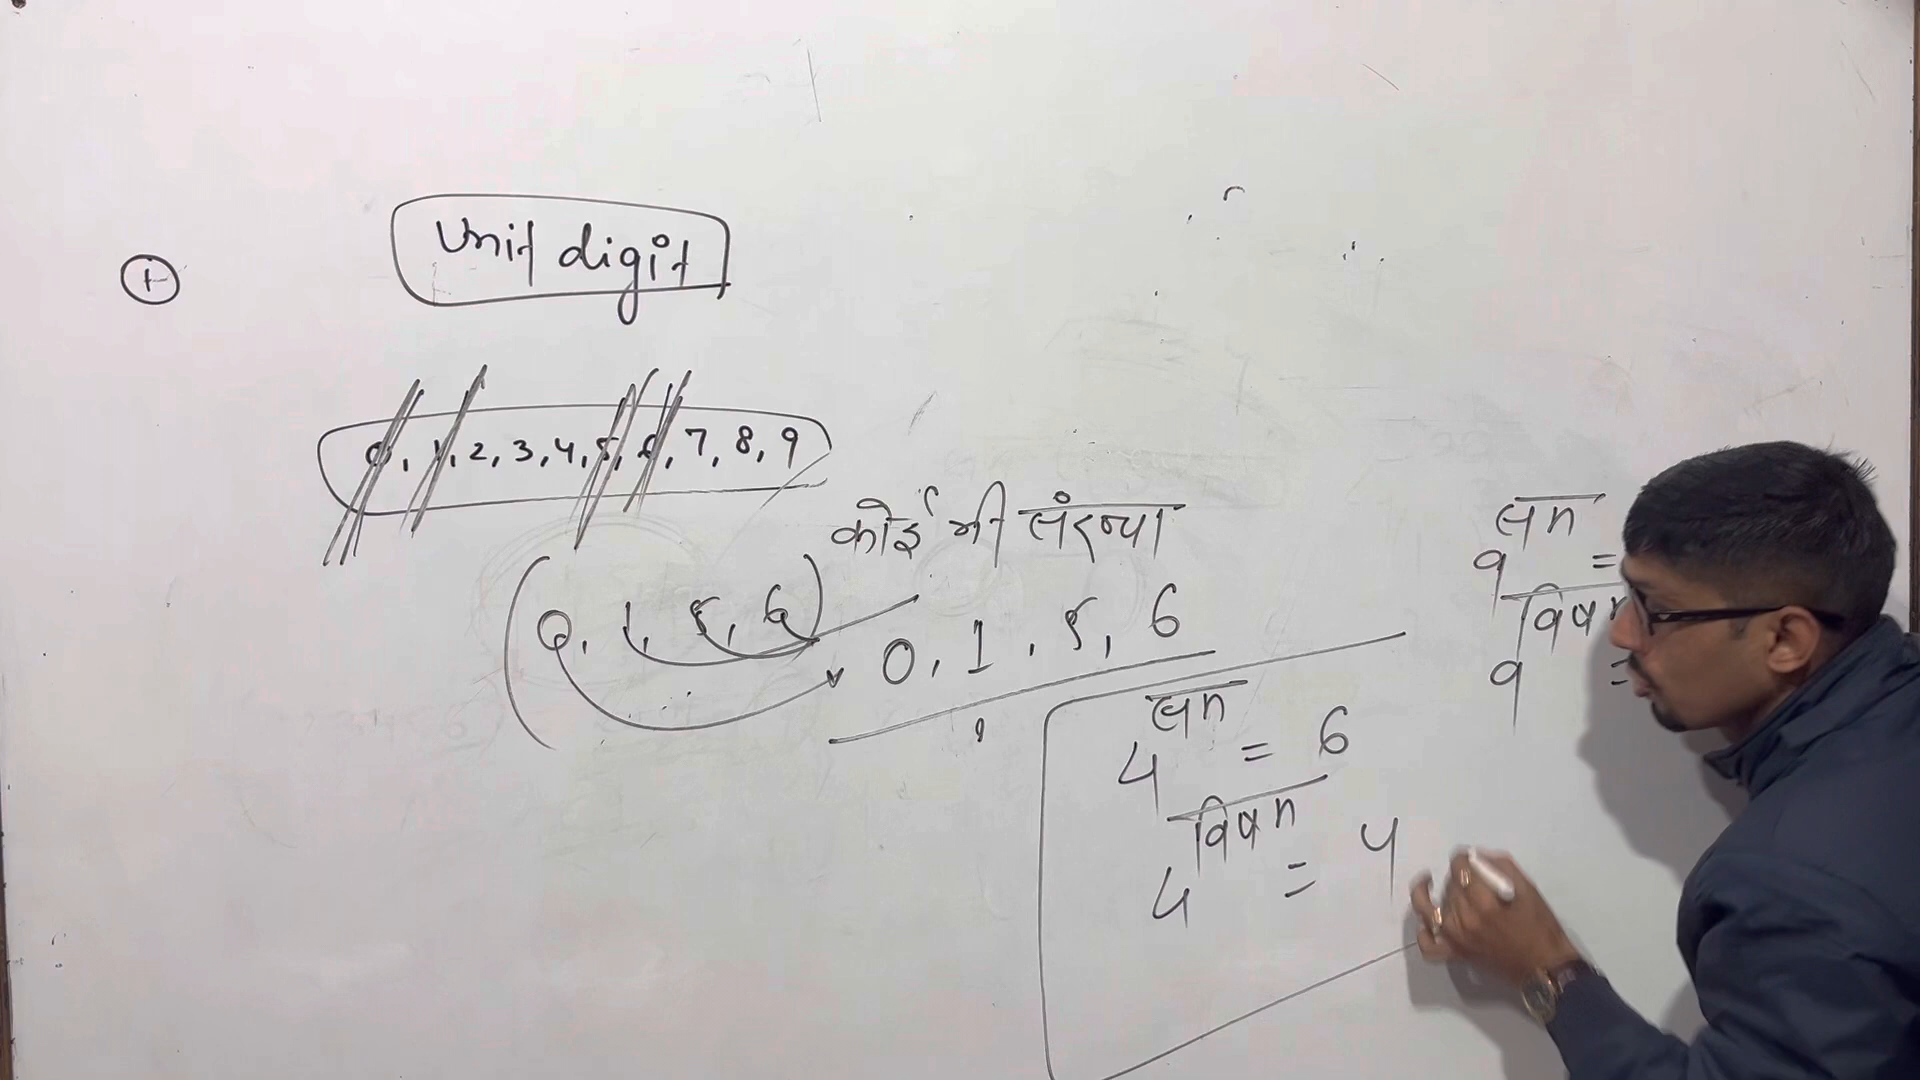 1
Unit digit
0, 1, 2, 3, 4, 5, 6, 7, 8, 9
कोई भी संख्या
(0, 1, 5, 6) 0, 1, 5, 6
4^सम = 6
4^विषम = 4
9^सम =
9^विषम =